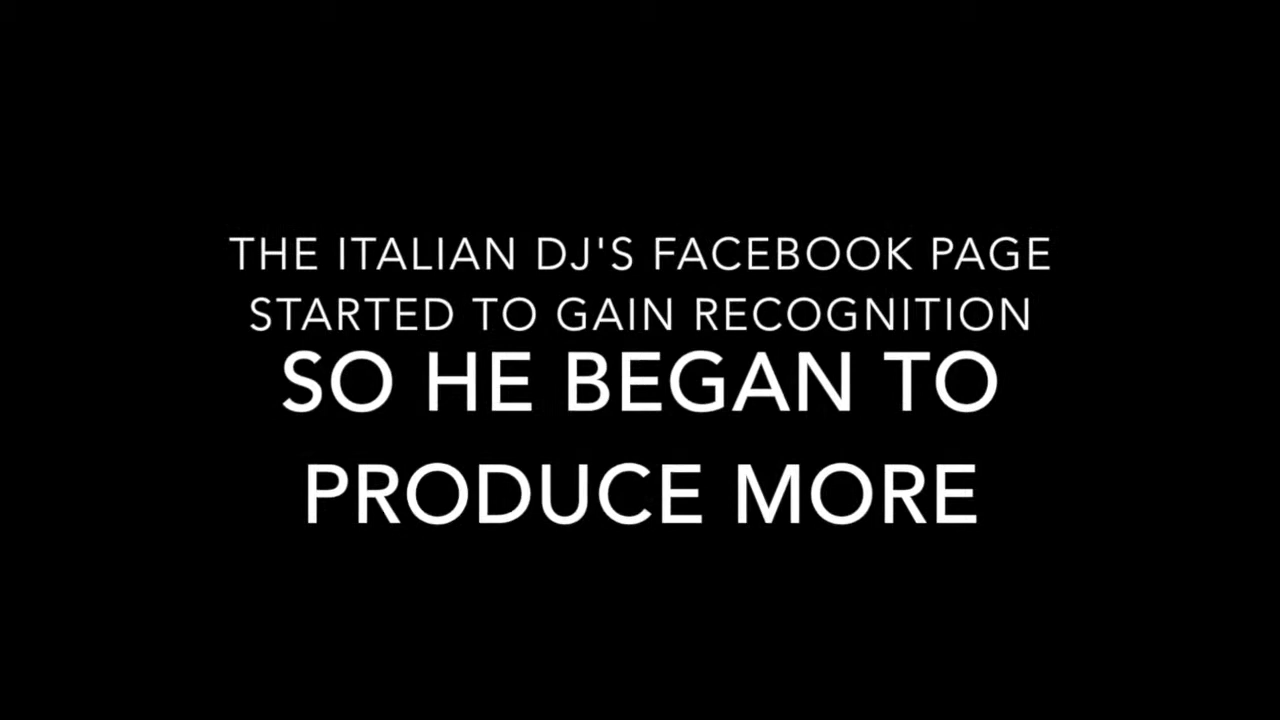 THE ITALIAN DJ'S FACEBOOK PAGE
STARTED TO GAIN RECOGNITION
SO HE BEGAN TO
PRODUCE MORE